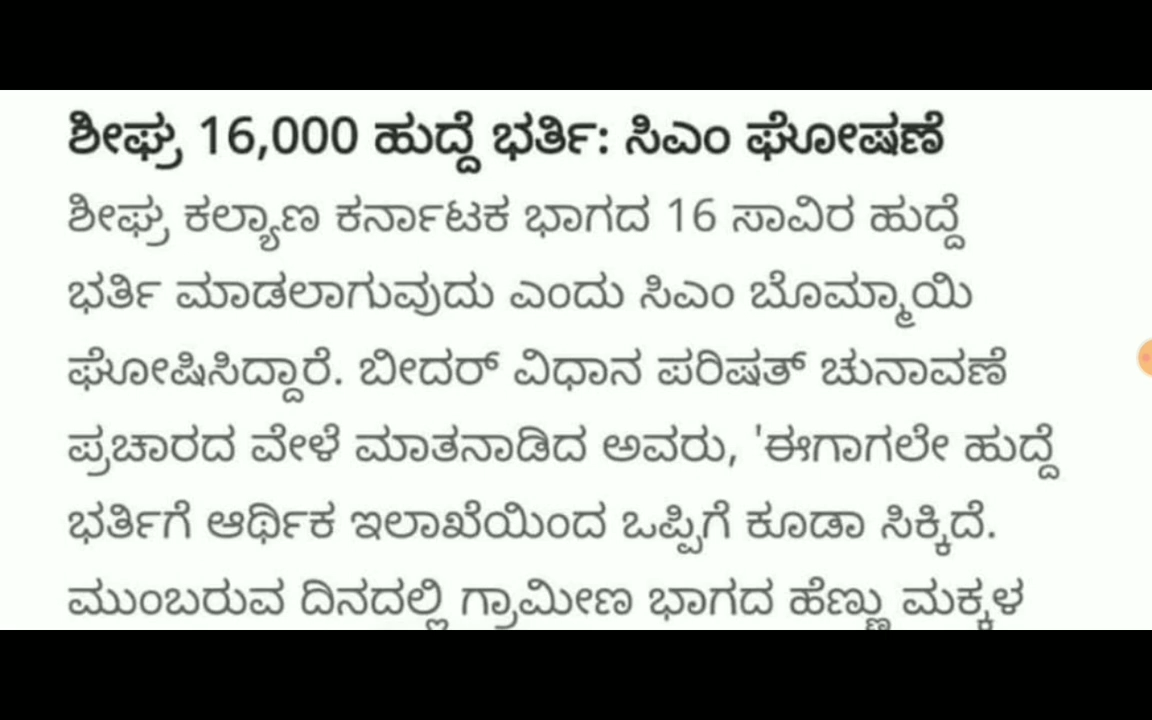 ಶೀಘ್ರ 16,000 ಹುದ್ದೆ ಭರ್ತಿ: ಸಿಎಂ ಘೋಷಣೆ
ಶೀಘ್ರ ಕಲ್ಯಾಣ ಕರ್ನಾಟಕ ಭಾಗದ 16 ಸಾವಿರ ಹುದ್ದೆ
ಭರ್ತಿ ಮಾಡಲಾಗುವುದು ಎಂದು ಸಿಎಂ ಬೊಮ್ಮಾಯಿ
ಘೋಷಿಸಿದ್ದಾರೆ. ಬೀದರ್ ವಿಧಾನ ಪರಿಷತ್ ಚುನಾವಣೆ
ಪ್ರಚಾರದ ವೇಳೆ ಮಾತನಾಡಿದ ಅವರು, 'ಈಗಾಗಲೇ ಹುದ್ದೆ
ಭರ್ತಿಗೆ ಆರ್ಥಿಕ ಇಲಾಖೆಯಿಂದ ಒಪ್ಪಿಗೆ ಕೂಡಾ ಸಿಕ್ಕಿದೆ.
ಮುಂಬರುವ ದಿನದಲ್ಲಿ ಗ್ರಾಮೀಣ ಭಾಗದ ಹೆಣ್ಣು ಮಕ್ಕಳ